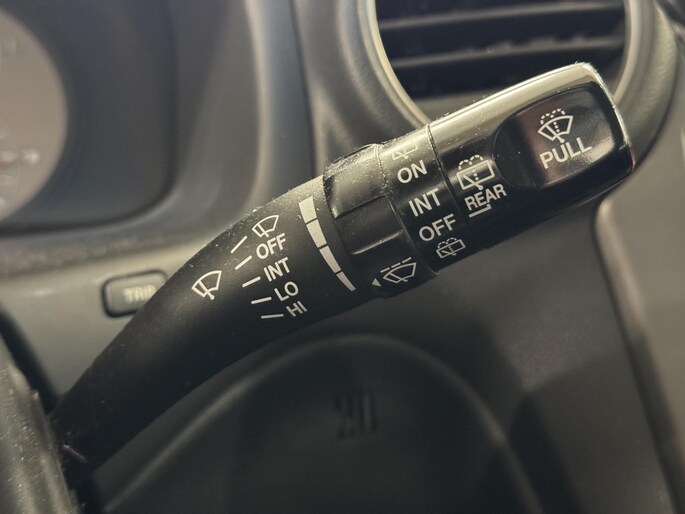 OFF
INT
LO
HI
ON
INT
OFF
REAR
PULL
TRIP